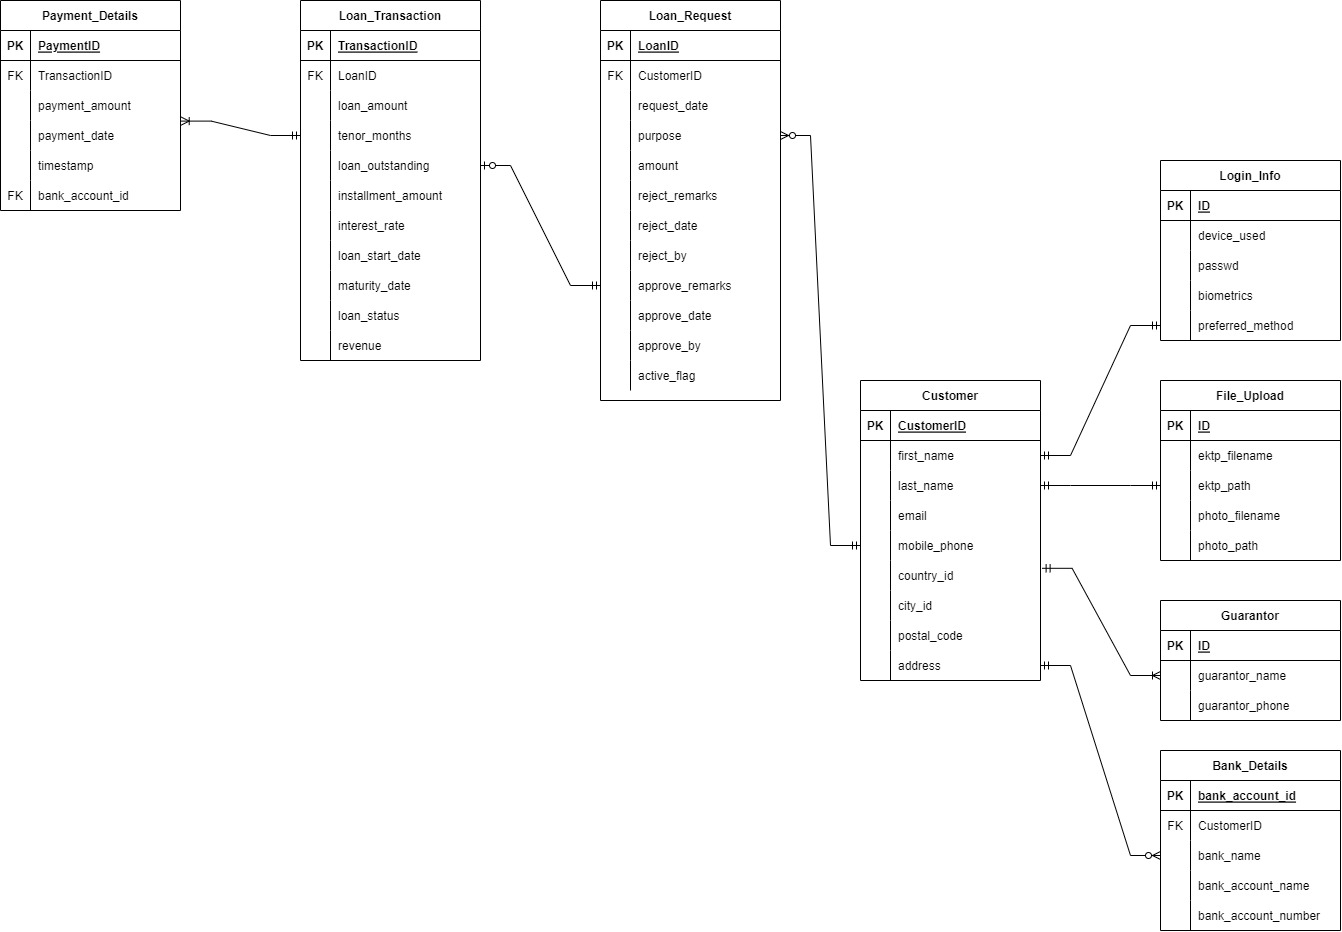 Payment_Details
PK PaymentID
FK TransactionID
payment_amount
payment_date
timestamp
FK bank_account_id
Loan_Transaction
PK TransactionID
FK LoanID
loan_amount
tenor_months
loan_outstanding
installment_amount
interest_rate
loan_start_date
maturity_date
loan_status
revenue
Loan_Request
PK LoanID
FK CustomerID
request_date
purpose
amount
reject_remarks
reject_date
reject_by
approve_remarks
approve_date
approve_by
active_flag
Customer
PK CustomerID
first_name
last_name
email
mobile_phone
country_id
city_id
postal_code
address
Login_Info
PK ID
device_used
passwd
biometrics
preferred_method
File_Upload
PK ID
ektp_filename
ektp_path
photo_filename
photo_path
Guarantor
PK ID
guarantor_name
guarantor_phone
Bank_Details
PK bank_account_id
FK CustomerID
bank_name
bank_account_name
bank_account_number